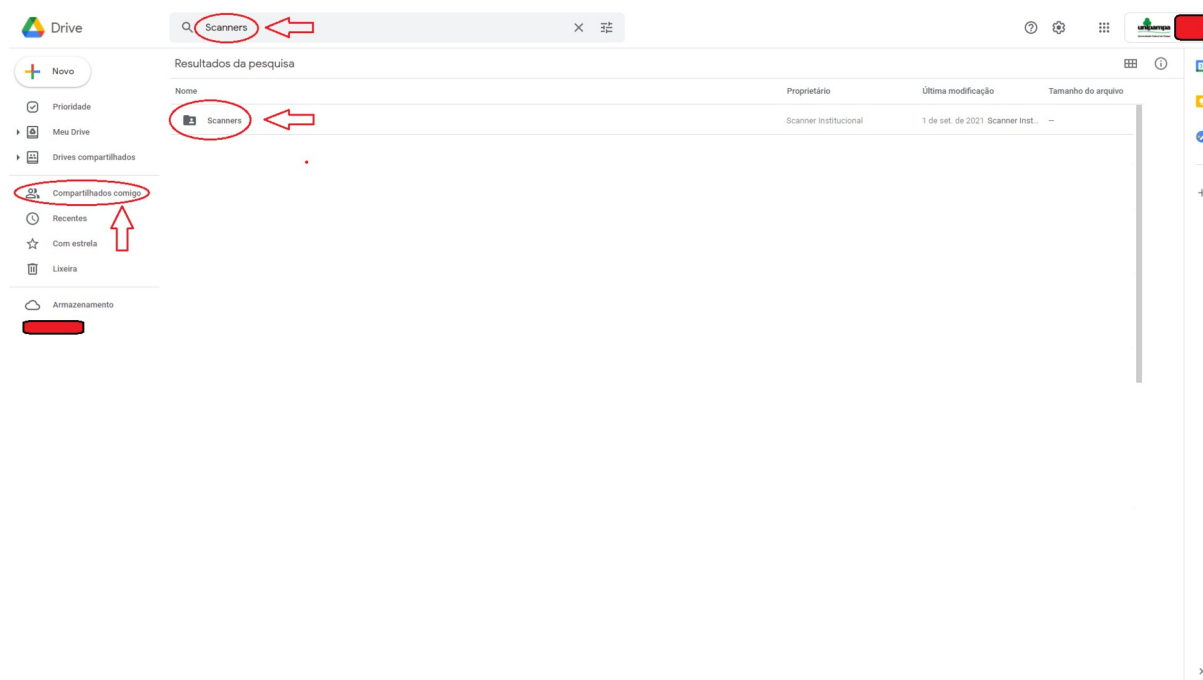 Drive
Scanners
unipampa
Novo
Resultados da pesquisa
Nome
Proprietário
Última modificação
Tamanho do arquivo
Prioridade
Scanners
Scanner Institucional
1 de set. de 2021 Scanner Inst...
—
Meu Drive
Drives compartilhados
Compartilhados comigo
Recentes
Com estrela
Lixeira
Armazenamento